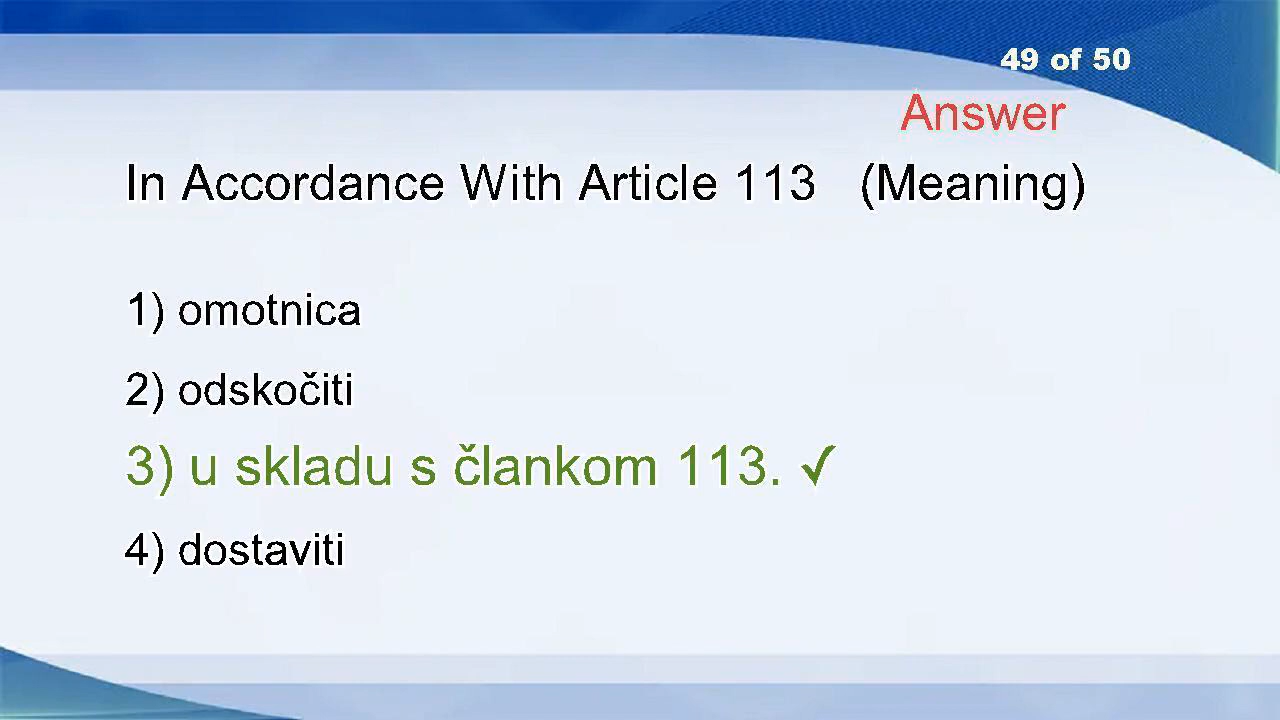 49 of 50
Answer
In Accordance With Article 113 (Meaning)
1) omotnica
2) odskočiti
3) u skladu s člankom 113. ✓
4) dostaviti